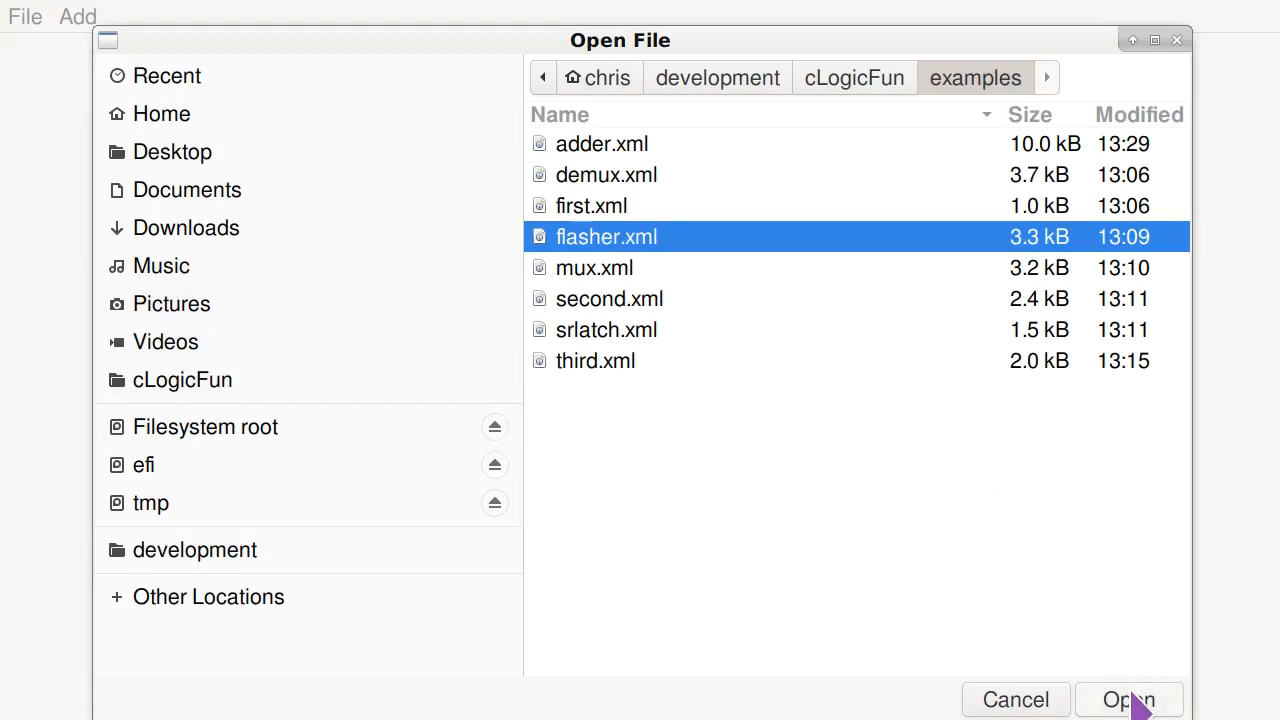 File Add
Open File
Recent
Home
Desktop
Documents
Downloads
Music
Pictures
Videos
cLogicFun
Filesystem root
efi
tmp
development
Other Locations
chris development cLogicFun examples
Name Size Modified
adder.xml 10.0 kB 13:29
demux.xml 3.7 kB 13:06
first.xml 1.0 kB 13:06
flasher.xml 3.3 kB 13:09
mux.xml 3.2 kB 13:10
second.xml 2.4 kB 13:11
srlatch.xml 1.5 kB 13:11
third.xml 2.0 kB 13:15
Cancel Open